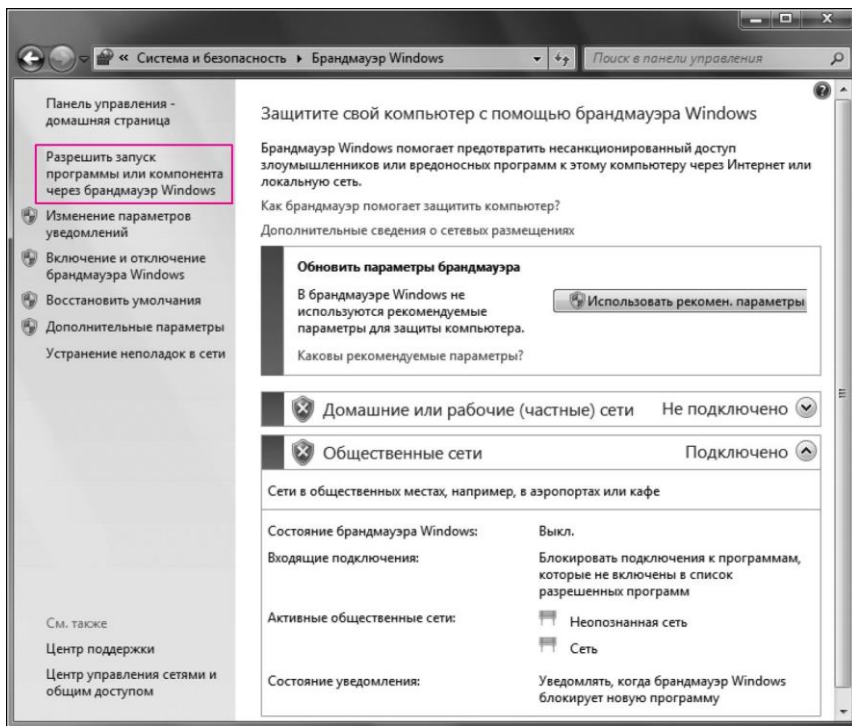 « Система и безопасность ▸ Брандмауэр Windows
Поиск в панели управления
Панель управления -
домашняя страница
Разрешить запуск
программы или компонента
через брандмауэр Windows
Изменение параметров
уведомлений
Включение и отключение
брандмауэра Windows
Восстановить умолчания
Дополнительные параметры
Устранение неполадок в сети
См. также
Центр поддержки
Центр управления сетями и
общим доступом
Защитите свой компьютер с помощью брандмауэра Windows
Брандмауэр Windows помогает предотвратить несанкционированный доступ
злоумышленников или вредоносных программ к этому компьютеру через Интернет или
локальную сеть.
Как брандмауэр помогает защитить компьютер?
Дополнительные сведения о сетевых размещениях
Обновить параметры брандмауэра
В брандмауэре Windows не
используются рекомендуемые
параметры для защиты компьютера.
Использовать рекомен. параметры
Каковы рекомендуемые параметры?
Домашние или рабочие (частные) сети Не подключено
Общественные сети Подключено
Сети в общественных местах, например, в аэропортах или кафе
Состояние брандмауэра Windows: Выкл.
Входящие подключения: Блокировать подключения к программам,
которые не включены в список
разрешенных программ
Активные общественные сети: Неопознанная сеть
Сеть
Состояние уведомления: Уведомлять, когда брандмауэр Windows
блокирует новую программу